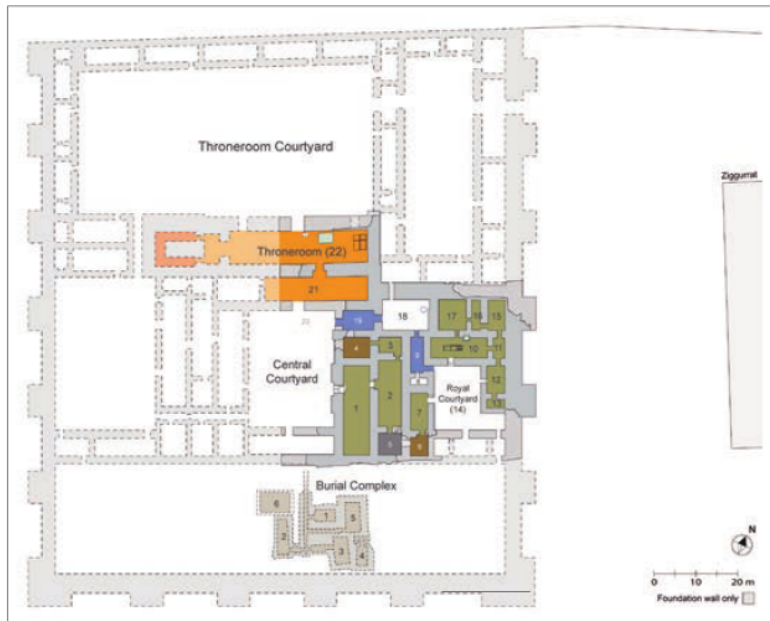 Throneroom Courtyard
Ziggurrat
Throneroom (22)
21
18
17
16
15
19
20
4
3
9
10
11
Central
Courtyard
1
2
12
Royal
Courtyard
(14)
13
7
5
8
Burial Complex
6
1
5
2
3
4
N
0 10 20 m
Foundation wall only